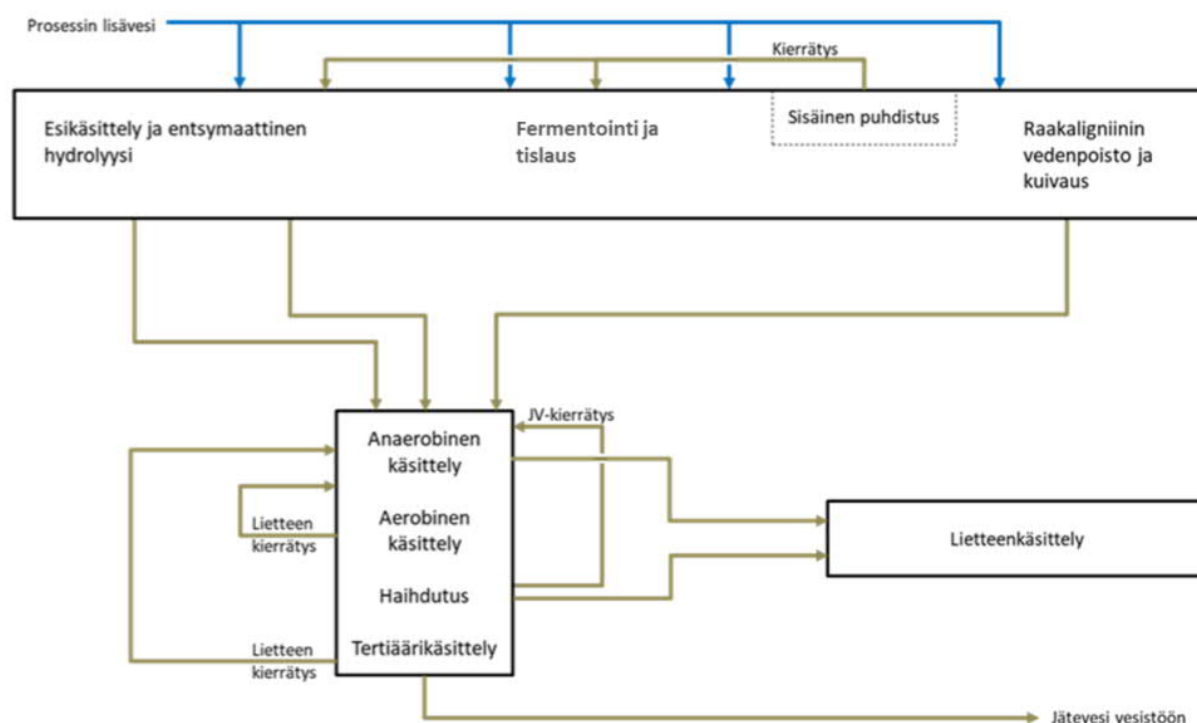 Prosessin lisävesi
Kierrätys
Esikäsittely ja entsymaattinen
hydrolyysi
Fermentointi ja
tislaus
Sisäinen puhdistus
Raakaligniinin
vedenpoisto ja
kuivaus
JV-kierrätys
Anaerobinen
käsittely
Lietteen
kierrätys
Aerobinen
käsittely
Lietteenkäsittely
Haihdutus
Lietteen
kierrätys
Tertiäärikäsittely
Jätevesi vesistöön